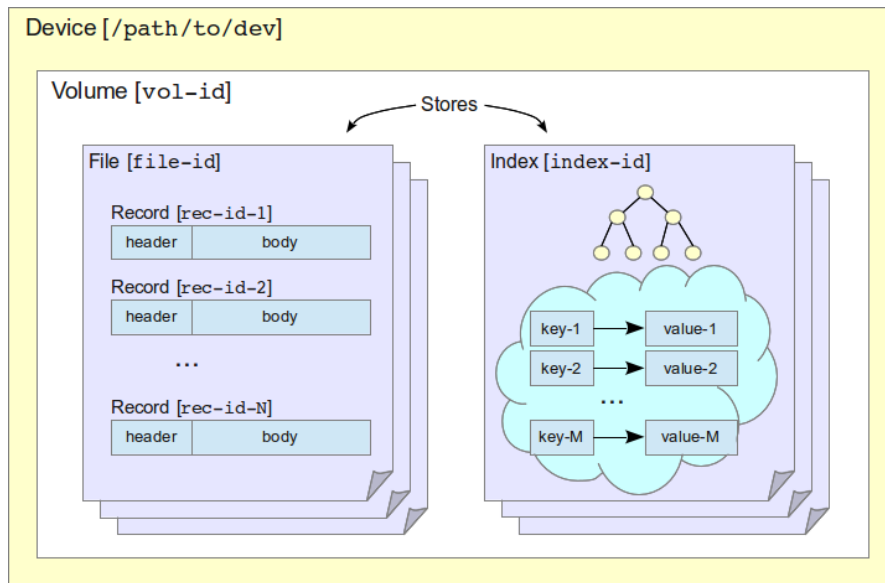 Device [/path/to/dev]
Volume [vol-id]
Stores
File [file-id]
Record [rec-id-1]
header body
Record [rec-id-2]
header body
...
Record [rec-id-N]
header body
Index [index-id]
key-1 value-1
key-2 value-2
...
key-M value-M